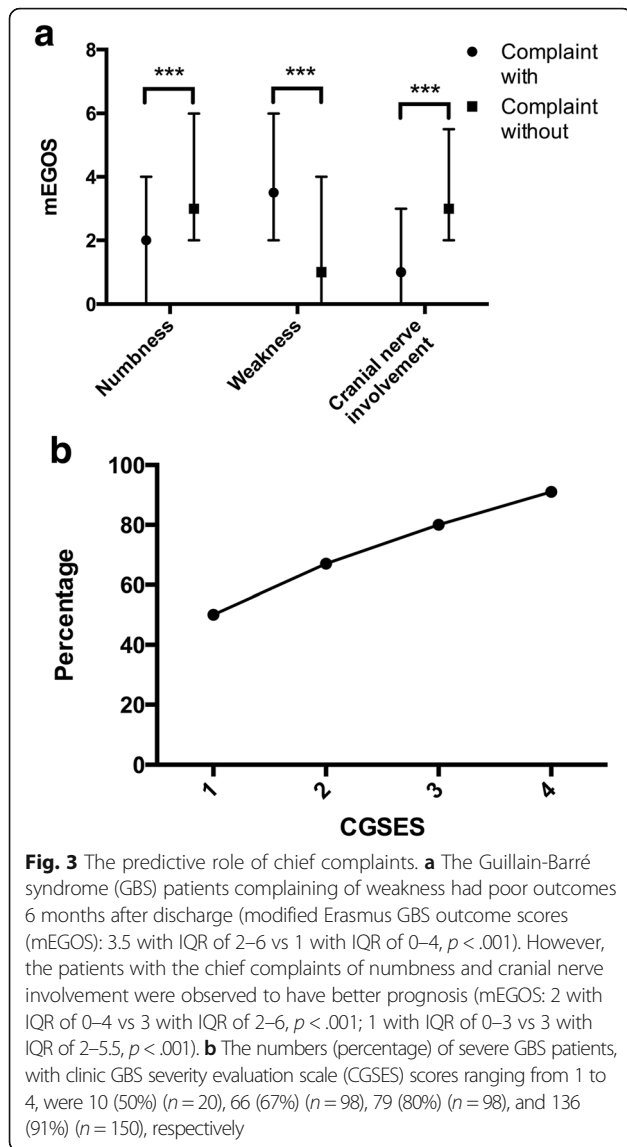 a
8
6
4
2
0
mEGOS
***
***
***
Complaint
with
Complaint
without
Numbness
Weakness
Cranial nerve
involvement
b
100
80
60
40
20
0
Percentage
1
2
3
4
CGSES
Fig. 3 The predictive role of chief complaints. a The Guillain-Barré
syndrome (GBS) patients complaining of weakness had poor outcomes
6 months after discharge (modified Erasmus GBS outcome scores
(mEGOS): 3.5 with IQR of 2–6 vs 1 with IQR of 0–4, p < .001). However,
the patients with the chief complaints of numbness and cranial nerve
involvement were observed to have better prognosis (mEGOS: 2 with
IQR of 0–4 vs 3 with IQR of 2–6, p < .001; 1 with IQR of 0–3 vs 3 with
IQR of 2–5.5, p < .001). b The numbers (percentage) of severe GBS patients,
with clinic GBS severity evaluation scale (CGSES) scores ranging from 1 to
4, were 10 (50%) (n = 20), 66 (67%) (n = 98), 79 (80%) (n = 98), and 136
(91%) (n = 150), respectively